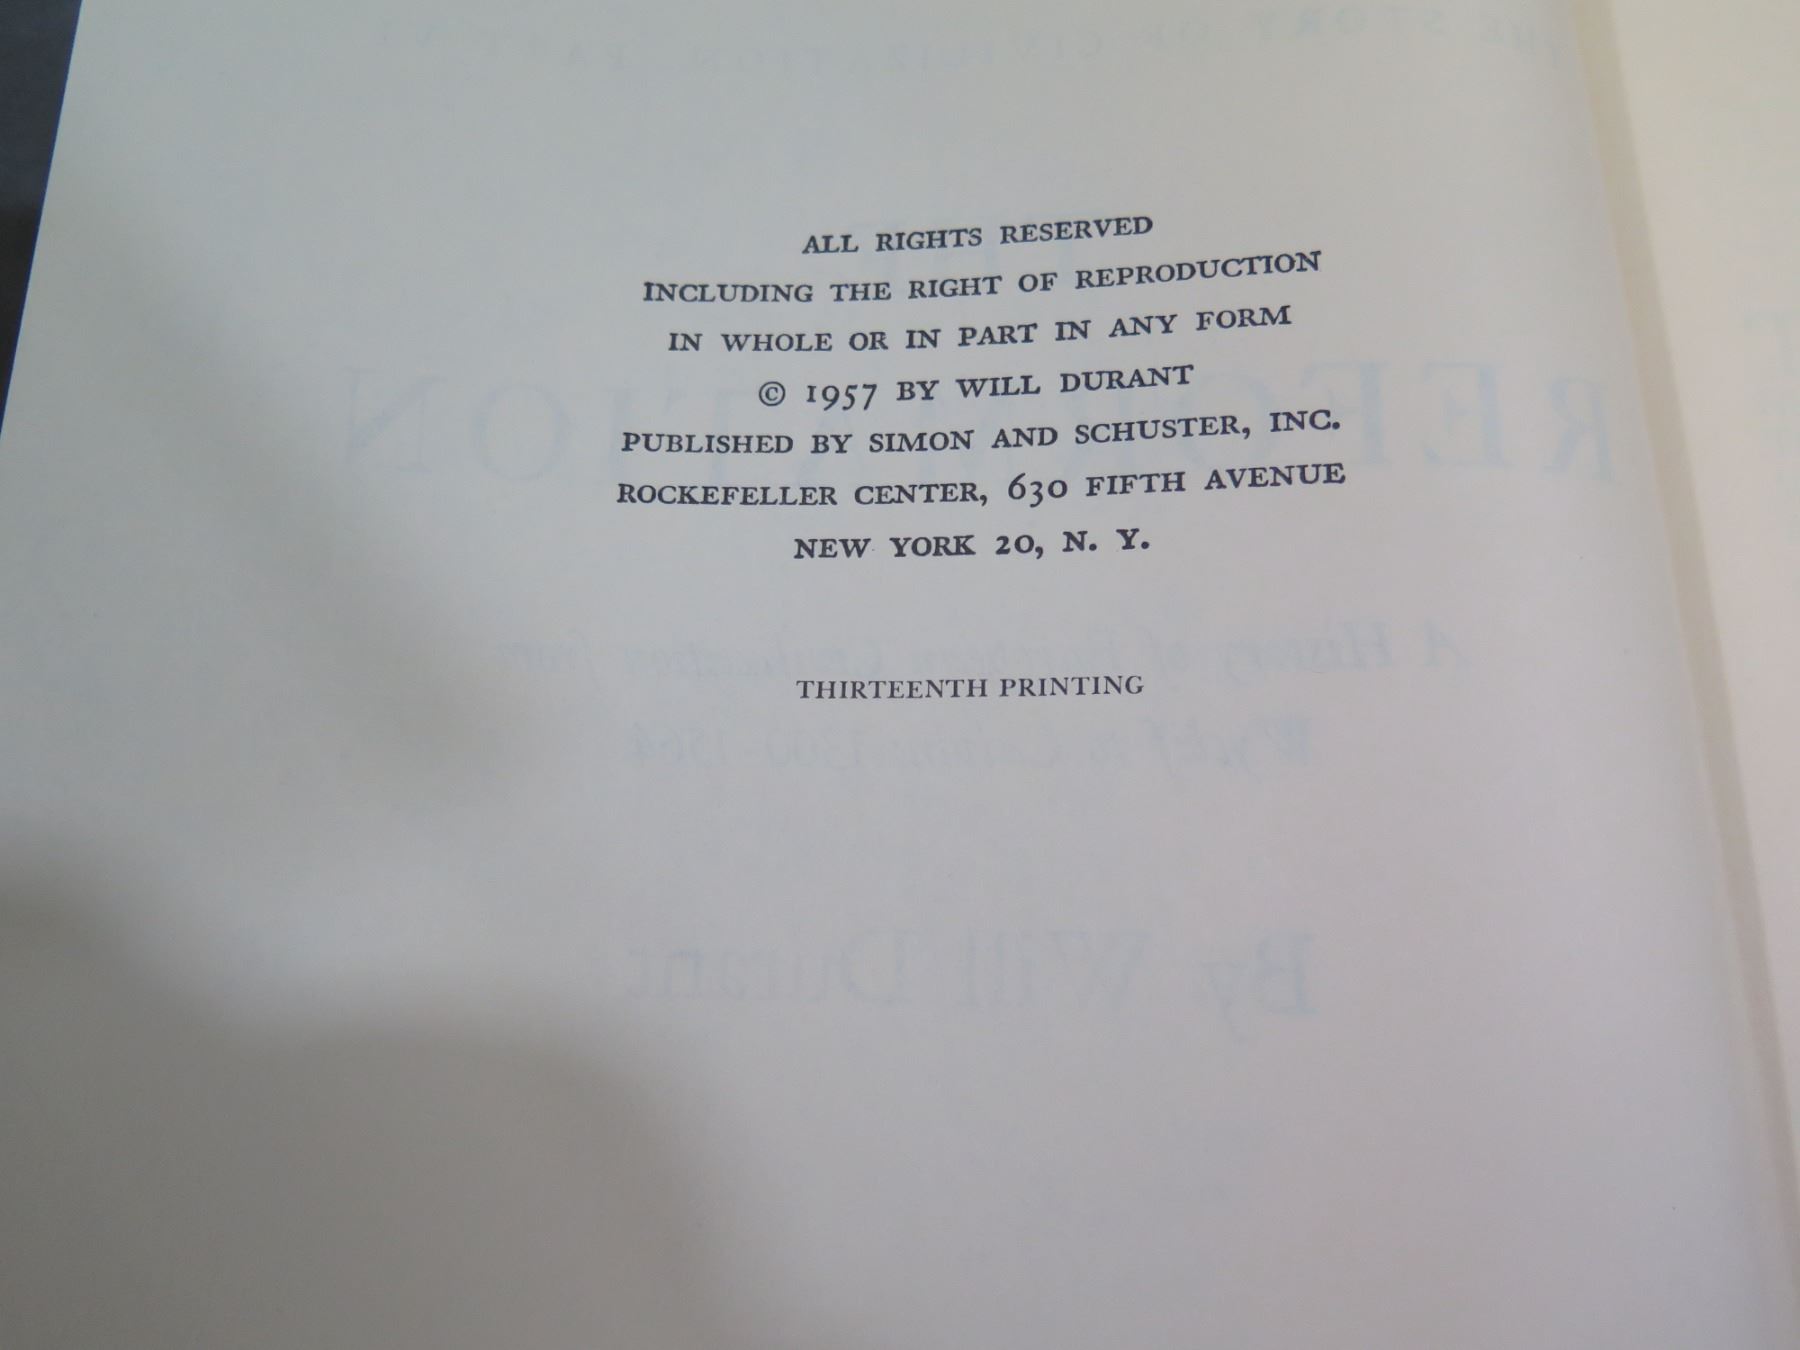 ALL RIGHTS RESERVED
INCLUDING THE RIGHT OF REPRODUCTION
IN WHOLE OR IN PART IN ANY FORM
© 1957 BY WILL DURANT
PUBLISHED BY SIMON AND SCHUSTER, INC.
ROCKEFELLER CENTER, 630 FIFTH AVENUE
NEW YORK 20, N. Y.
THIRTEENTH PRINTING